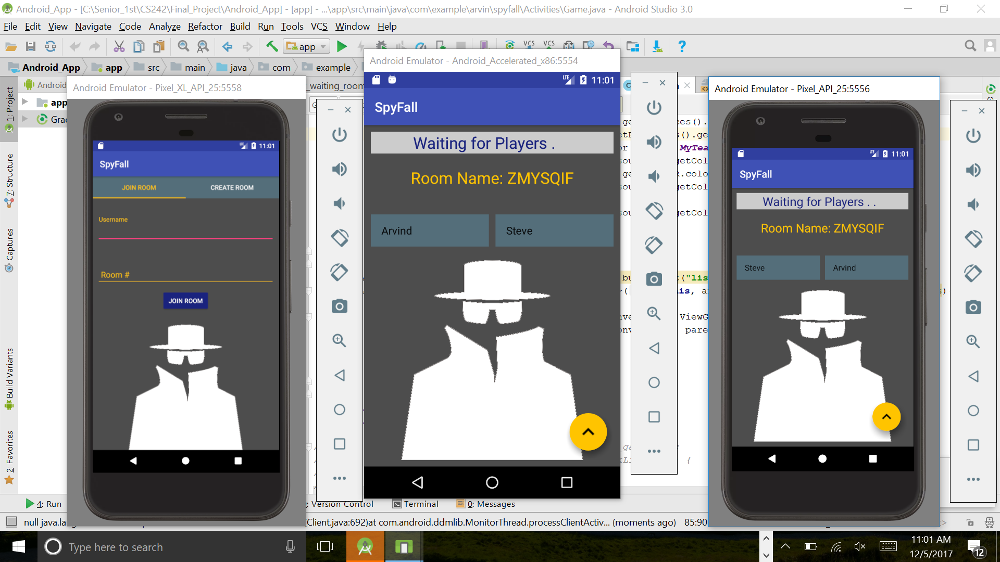 Android_App - [C:\Senior_1st\CS242\Final_Project\Android_App] - [app] - ...\app\src\main\java\com\example\arvin\spyfall\Activities\Game.java - Android Studio 3.0
File Edit View Navigate Code Analyze Refactor Build Run Tools VCS Window Help
app
VCS VCS
Android_App app src main java com example
1: Project
7: Structure
Captures
Build Variants
2: Favorites
Android
app
Android Emulator - Pixel_XL_API_25:5558
11:01
SpyFall
JOIN ROOM CREATE ROOM
Username
Room #
JOIN ROOM
Android Emulator - Android_Accelerated_x86:5554
LTE 11:01
SpyFall
Waiting for Players .
Room Name: ZMYSQIF
Arvind Steve
Android Emulator - Pixel_API_25:5556
LTE 11:01
SpyFall
Waiting for Players . .
Room Name: ZMYSQIF
Steve Arvind
4: Run Version Control Terminal 0: Messages
(Client.java:692)at com.android.ddmlib.MonitorThread.processClientActiv... (moments ago) 85:90
Type here to search
11:01 AM
12/5/2017
12